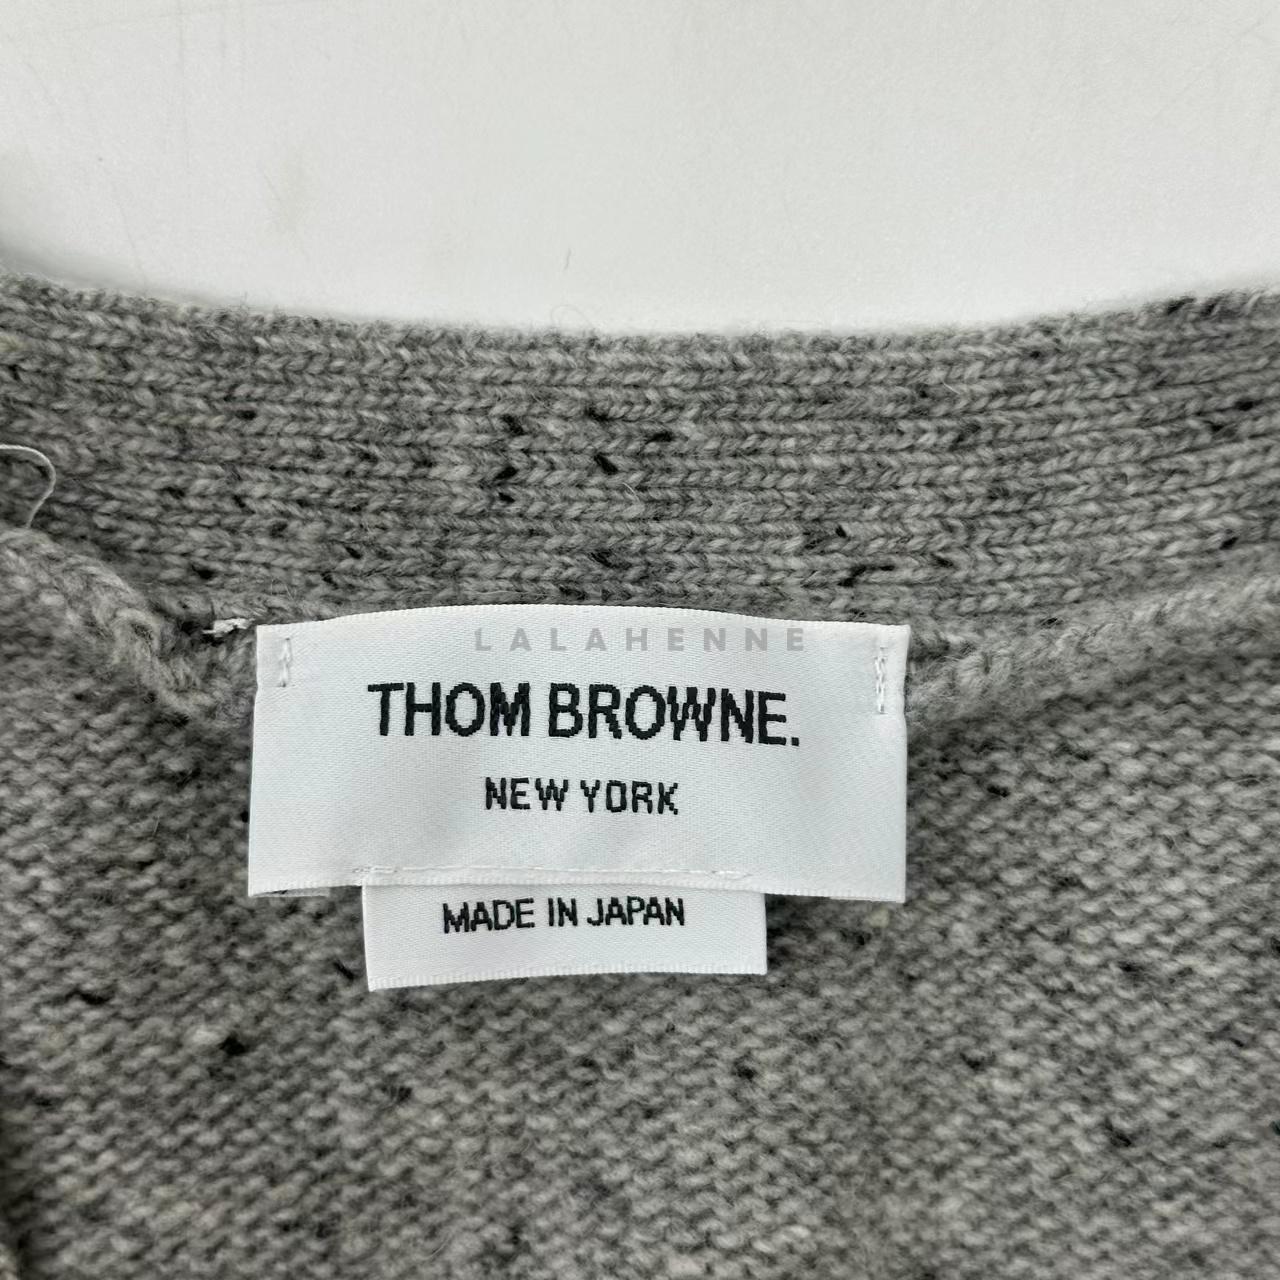 LALAHENNE
THOM BROWNE.
NEW YORK
MADE IN JAPAN